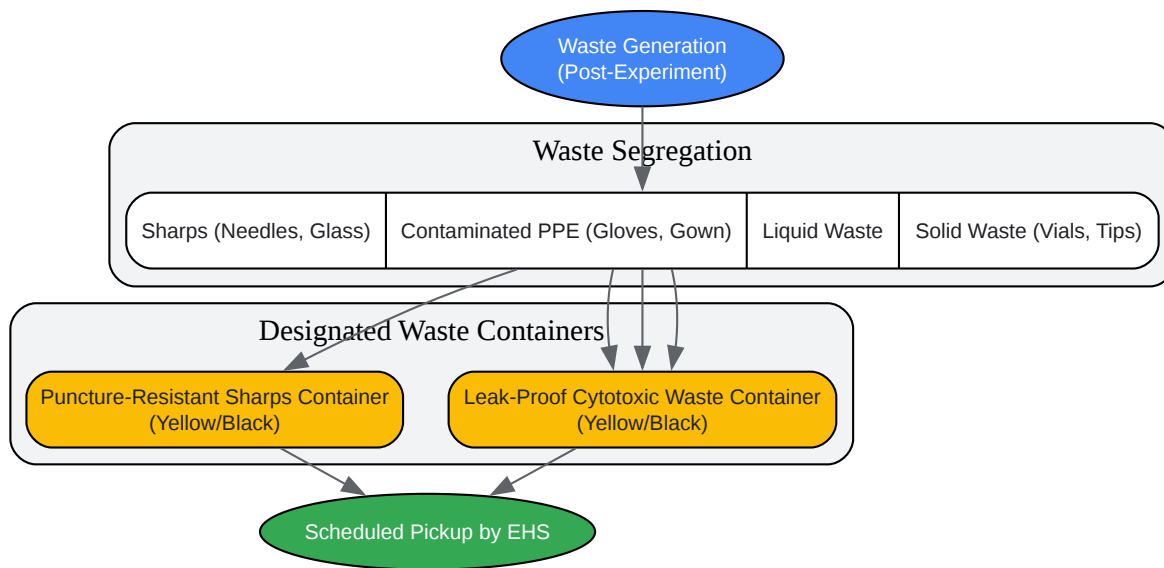 Waste Generation
(Post-Experiment)
Waste Segregation
Sharps (Needles, Glass)
Contaminated PPE (Gloves, Gown)
Liquid Waste
Solid Waste (Vials, Tips)
Designated Waste Containers
Puncture-Resistant Sharps Container
(Yellow/Black)
Leak-Proof Cytotoxic Waste Container
(Yellow/Black)
Scheduled Pickup by EHS